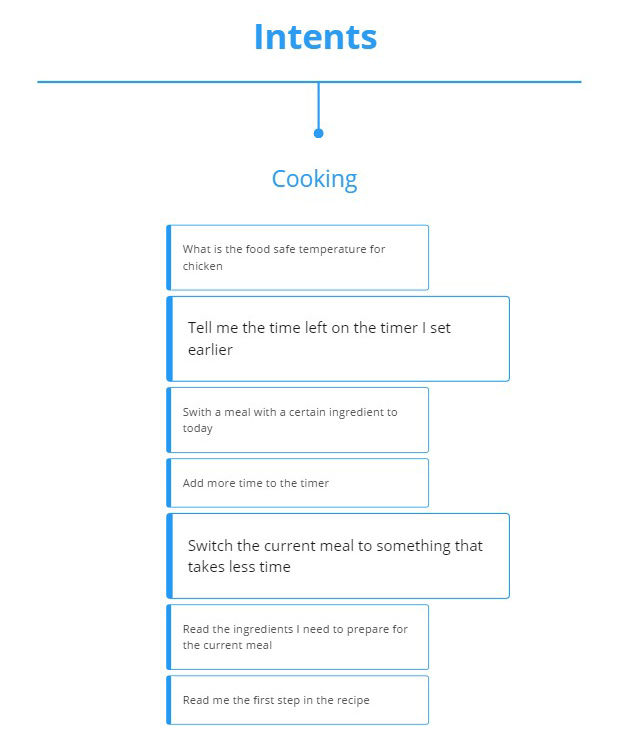 Intents
Cooking
What is the food safe temperature for
chicken
Tell me the time left on the timer I set
earlier
Swith a meal with a certain ingredient to
today
Add more time to the timer
Switch the current meal to something that
takes less time
Read the ingredients I need to prepare for
the current meal
Read me the first step in the recipe